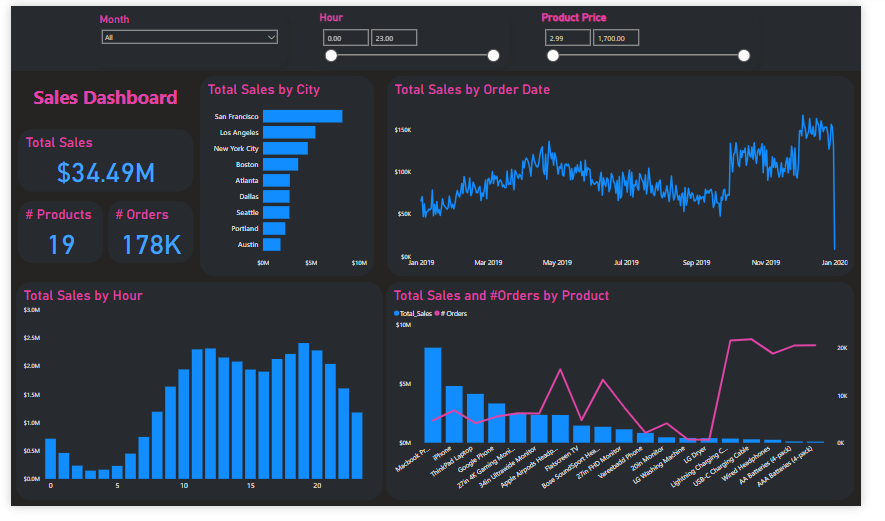 Month
All
Hour
0.00 23.00
Product Price
2.99 1,700.00
Sales Dashboard
Total Sales
$34.49M
# Products
19
# Orders
178K
Total Sales by City
San Francisco
Los Angeles
New York City
Boston
Atlanta
Dallas
Seattle
Portland
Austin
$0M $5M $10M
Total Sales by Order Date
$150K
$100K
$50K
$0K
Jan 2019 Mar 2019 May 2019 Jul 2019 Sep 2019 Nov 2019 Jan 2020
Total Sales by Hour
$3.0M
$2.5M
$2.0M
$1.5M
$1.0M
$0.5M
$0.0M
0 5 10 15 20
Total Sales and #Orders by Product
Total_Sales # Orders
$10M
$5M
$0M
20K
10K
0K
Macbook Pr...
iPhone
ThinkPad Laptop
Google Phone
27in 4K Gaming Moni...
34in Ultrawide Monitor
Apple Airpods Headp...
Flatscreen TV
Bose SoundSport Hea...
27in FHD Monitor
Vareebadd Phone
20in Monitor
LG Washing Machine
LG Dryer
Lightning Charging C...
USB-C Charging Cable
Wired Headphones
AA Batteries (4-pack)
AAA Batteries (4-pack)